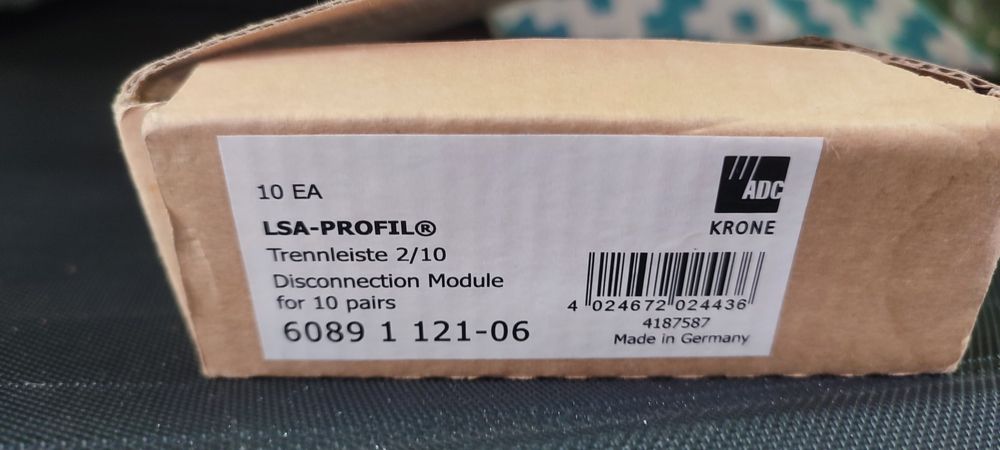 10 EA
LSA-PROFIL®
Trennleiste 2/10
Disconnection Module
for 10 pairs
6089 1 121-06
ADC
KRONE
4 024672 024436
4187587
Made in Germany